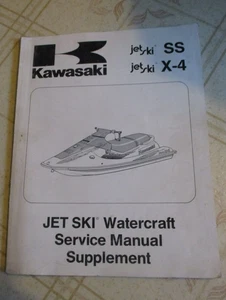 Kawasaki
jet ski SS
jet ski X-4
JET SKI® Watercraft
Service Manual
Supplement